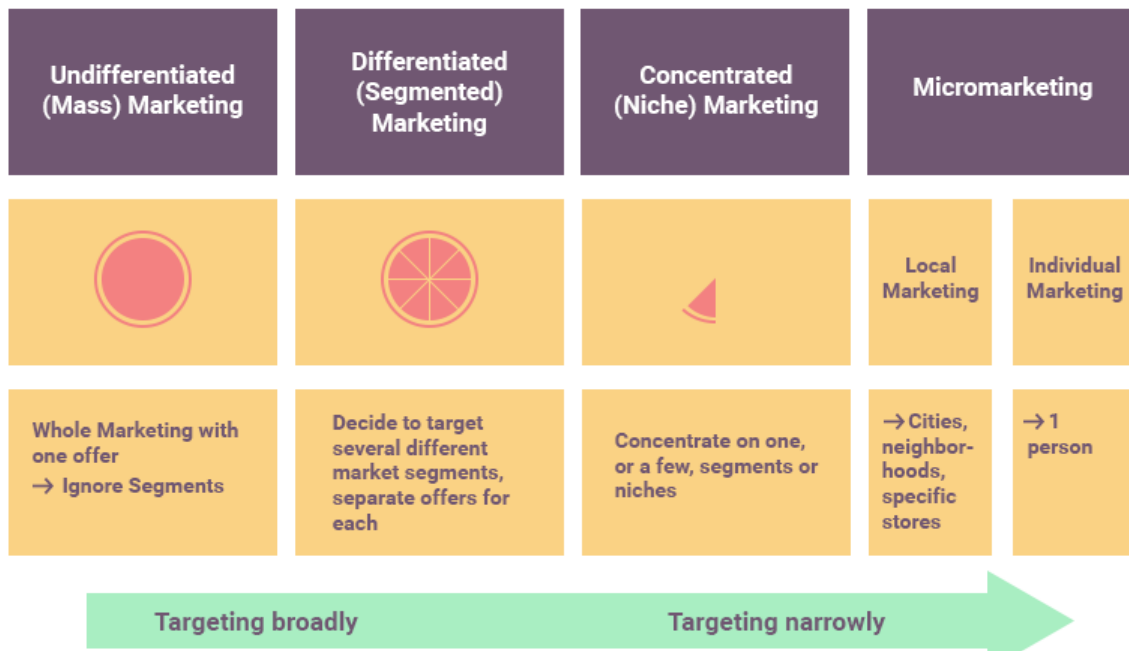 Undifferentiated
(Mass) Marketing
Differentiated
(Segmented)
Marketing
Concentrated
(Niche) Marketing
Micromarketing
Local
Marketing
Individual
Marketing
Whole Marketing with
one offer
→ Ignore Segments
Decide to target
several different
market segments,
separate offers for
each
Concentrate on one,
or a few, segments or
niches
→ Cities,
neighbor-
hoods,
specific
stores
→ 1
person
Targeting broadly
Targeting narrowly